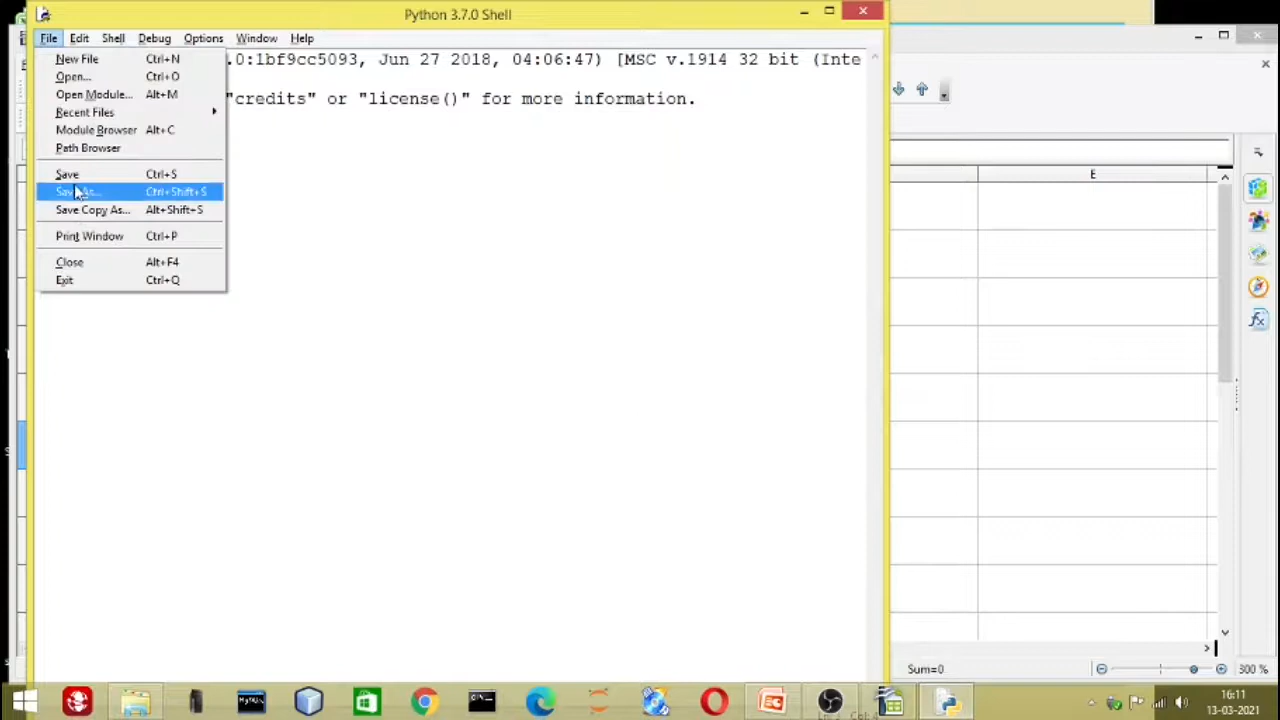 Python 3.7.0 Shell
File Edit Shell Debug Options Window Help
.0:1bf9cc5093, Jun 27 2018, 04:06:47) [MSC v.1914 32 bit (Inte
"credits" or "license()" for more information.
New File Ctrl+N
Open... Ctrl+O
Open Module... Alt+M
Recent Files
Module Browser Alt+C
Path Browser
Save Ctrl+S
Save As... Ctrl+Shift+S
Save Copy As... Alt+Shift+S
Print Window Ctrl+P
Close Alt+F4
Exit Ctrl+Q
E
Sum=0
300 %
16:11
13-03-2021